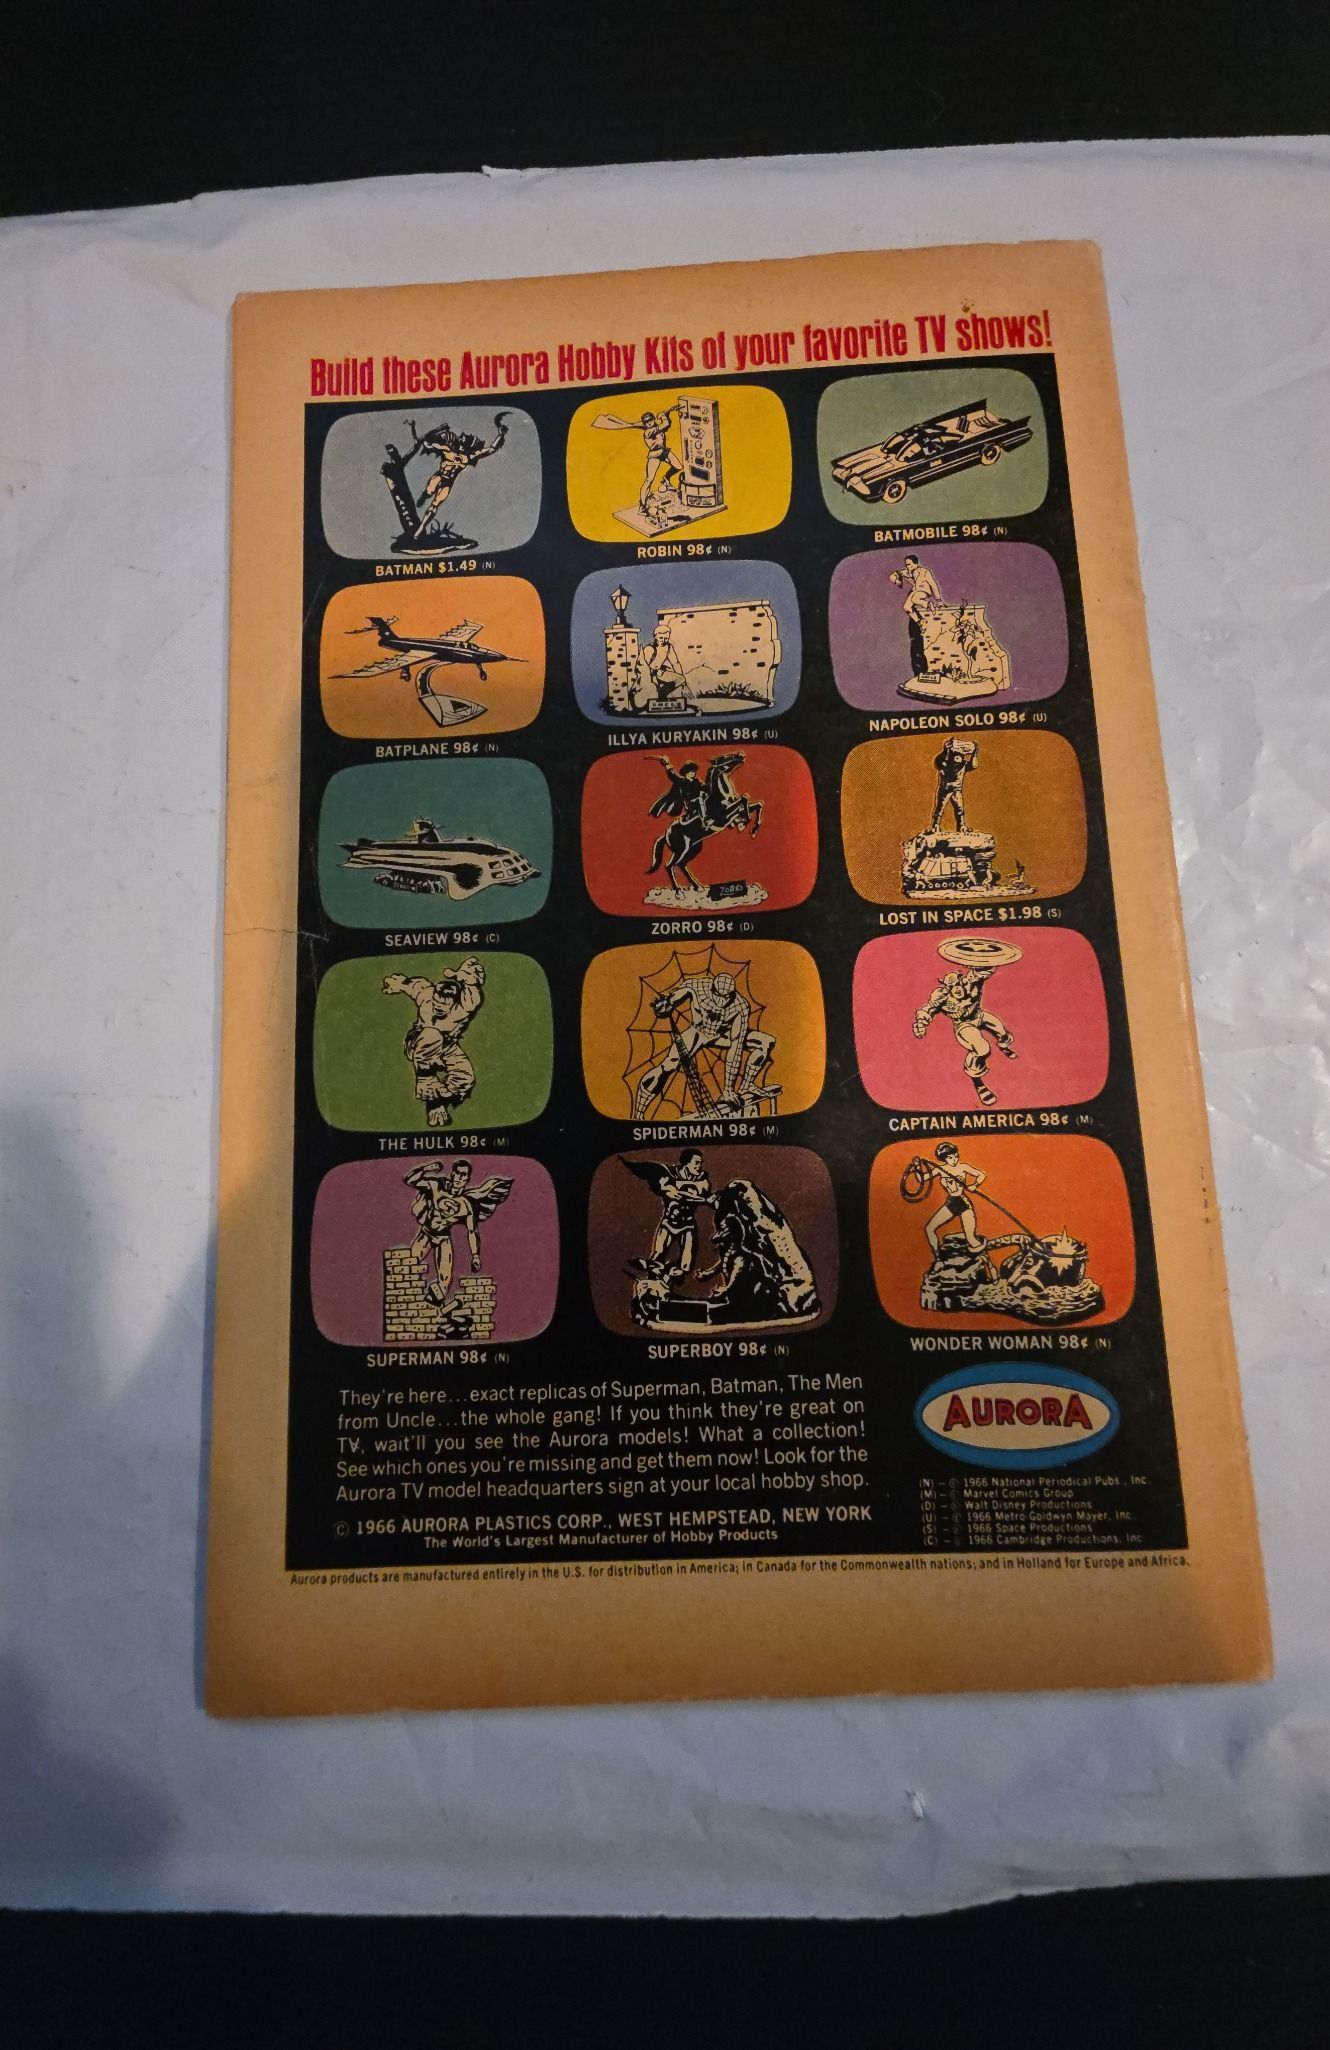 Build these Aurora Hobby Kits of your favorite TV shows!
BATMAN $1.49 (N)
ROBIN 98¢ (N)
BATMOBILE 98¢ (N)
BATPLANE 98¢ (N)
ILLYA KURYAKIN 98¢ (U)
NAPOLEON SOLO 98¢ (U)
SEAVIEW 98¢ (C)
ZORRO
ZORRO 98¢ (D)
LOST IN SPACE
LOST IN SPACE $1.98 (S)
THE HULK 98¢ (M)
SPIDERMAN 98¢ (M)
CAPTAIN AMERICA 98¢ (M)
SUPERMAN 98¢ (N)
SUPERBOY 98¢ (N)
WONDER WOMAN 98¢ (N)
They're here...exact replicas of Superman, Batman, The Men
from Uncle...the whole gang! If you think they're great on
TV, wait'll you see the Aurora models! What a collection!
See which ones you're missing and get them now! Look for the
Aurora TV model headquarters sign at your local hobby shop.
© 1966 AURORA PLASTICS CORP., WEST HEMPSTEAD, NEW YORK
The World's Largest Manufacturer of Hobby Products
AURORA
(N) – © 1966 National Periodical Pubs., Inc.
(M) – © Marvel Comics Group
(D) – © Walt Disney Productions
(U) – © 1966 Metro Goldwyn Mayer, Inc.
(S) – © 1966 Space Productions
(C) – © 1966 Cambridge Productions, Inc.
Aurora products are manufactured entirely in the U.S. for distribution in America; in Canada for the Commonwealth nations; and in Holland for Europe and Africa.